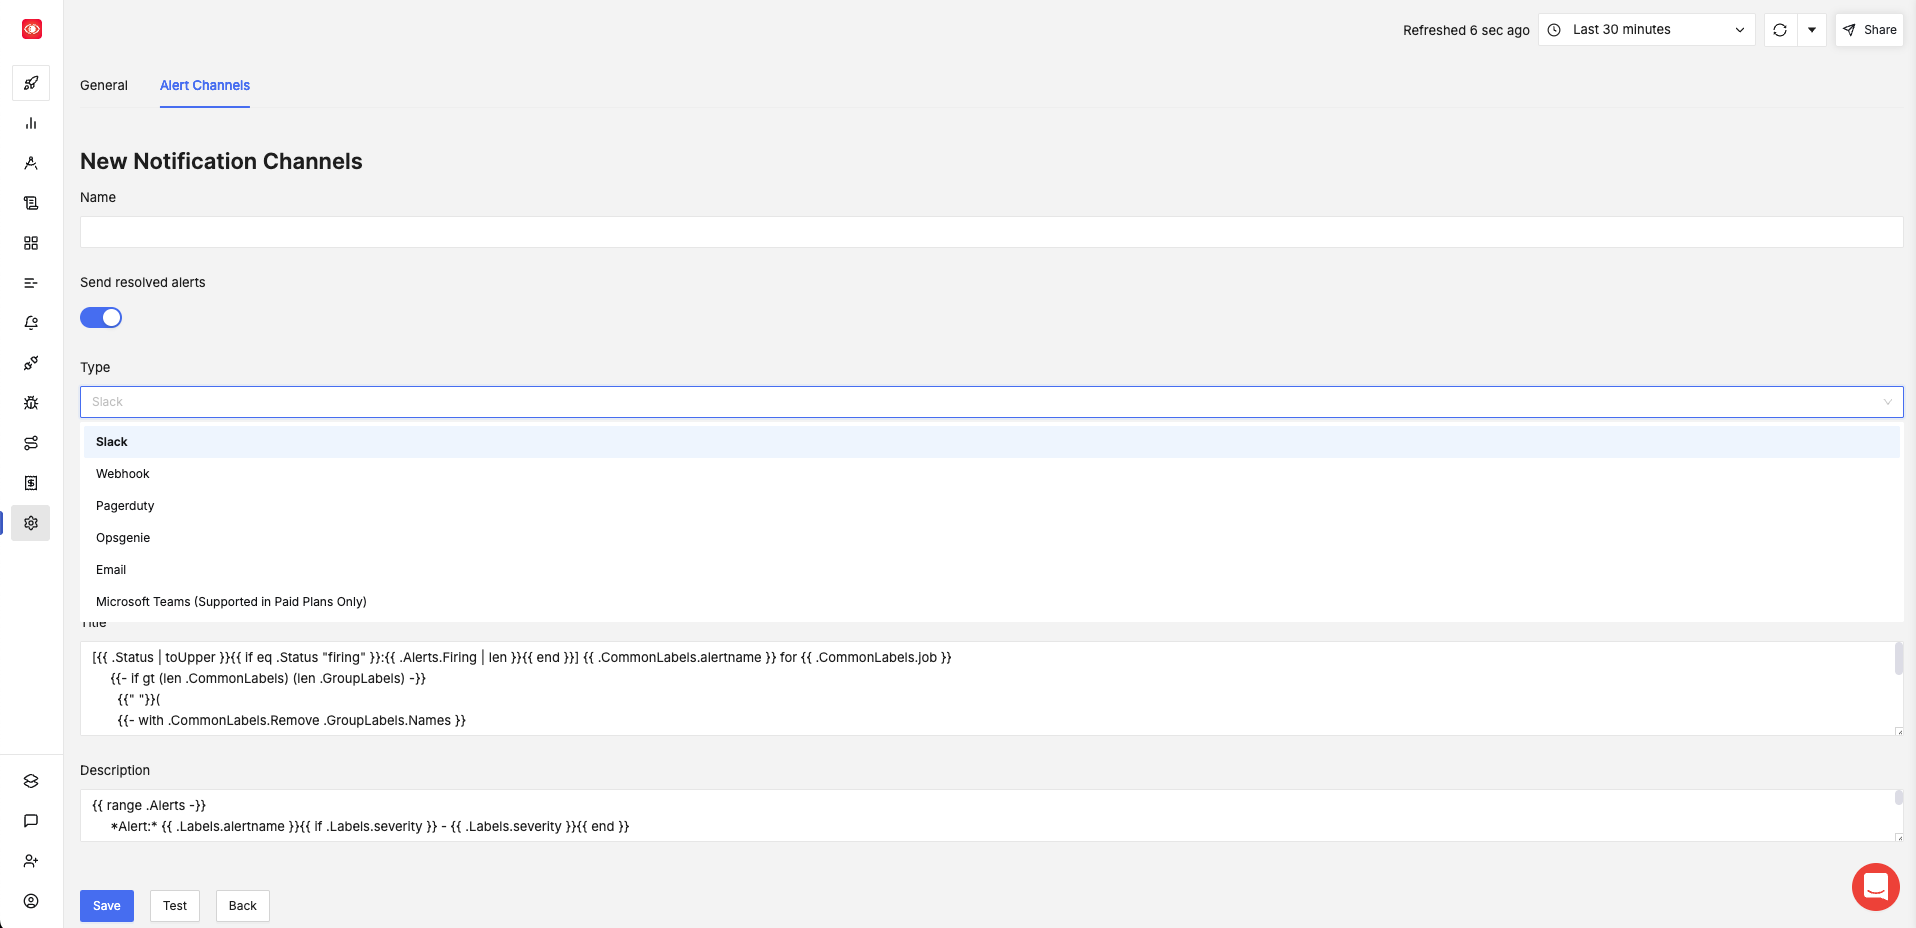 Refreshed 6 sec ago
Last 30 minutes
Share
General
Alert Channels
New Notification Channels
Name
Send resolved alerts
Type
Slack
Slack
Webhook
Pagerduty
Opsgenie
Email
Microsoft Teams (Supported in Paid Plans Only)
Title
[{{ .Status | toUpper }}{{ if eq .Status "firing" }}:{{ .Alerts.Firing | len }}{{ end }}] {{ .CommonLabels.alertname }} for {{ .CommonLabels.job }}
{{- if gt (len .CommonLabels) (len .GroupLabels) -}}
{{" "}}(
{{- with .CommonLabels.Remove .GroupLabels.Names }}
Description
{{ range .Alerts -}}
*Alert:* {{ .Labels.alertname }}{{ if .Labels.severity }} - {{ .Labels.severity }}{{ end }}
Save
Test
Back